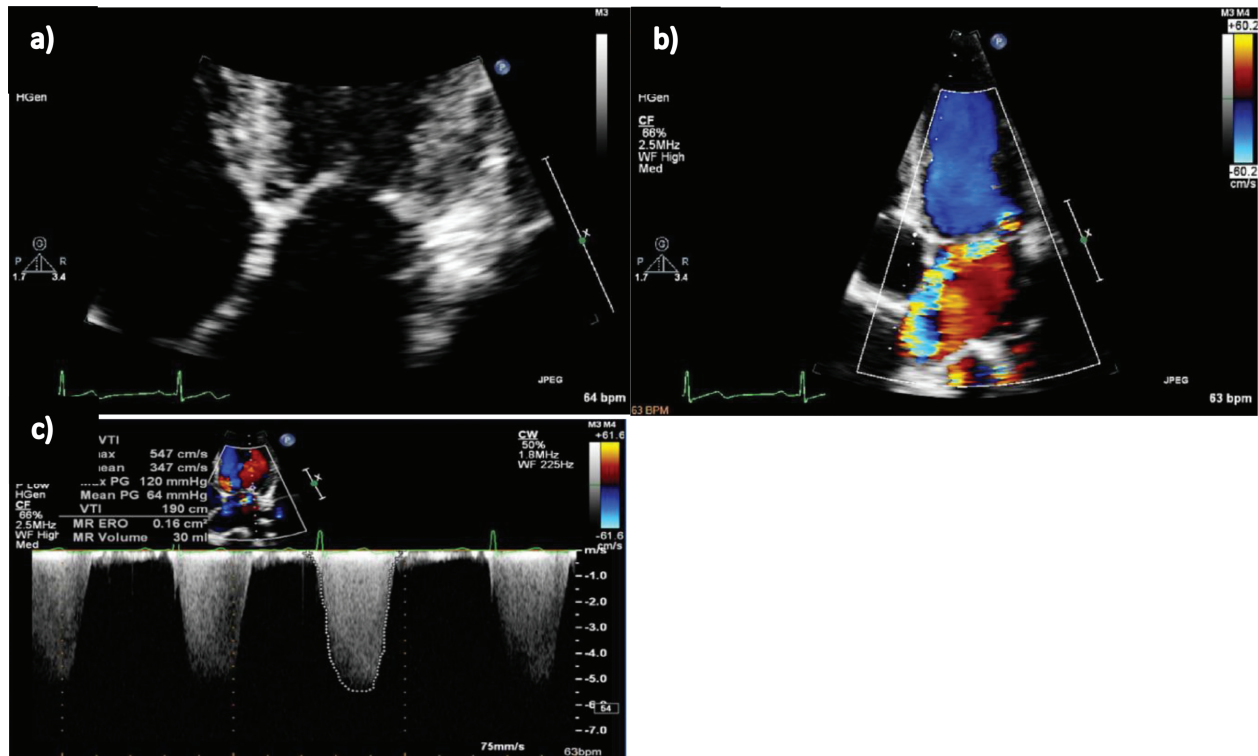 a)
M3
P
HGen
G
P R
1.7 3.4
JPEG
64 bpm
b)
M3 M4
+60.2
P
HGen
CF
66%
2.5MHz
WF High
Med
-60.2
cm/s
G
P R
1.7 3.4
JPEG
63 BPM
63 bpm
c)
VTI
ax 547 cm/s
ean 347 cm/s
x PG 120 mmHg
Mean PG 64 mmHg
VTI 190 cm
MR ERO 0.16 cm²
MR Volume 30 ml
P
P Low
HGen
CF
66%
2.5MHz
WF High
Med
CW
50%
1.8MHz
WF 225Hz
M3 M4
+61.6
-61.6
cm/s
m/s
-1.0
-2.0
-3.0
-4.0
-5.0
54
-7.0
75mm/s
63bpm